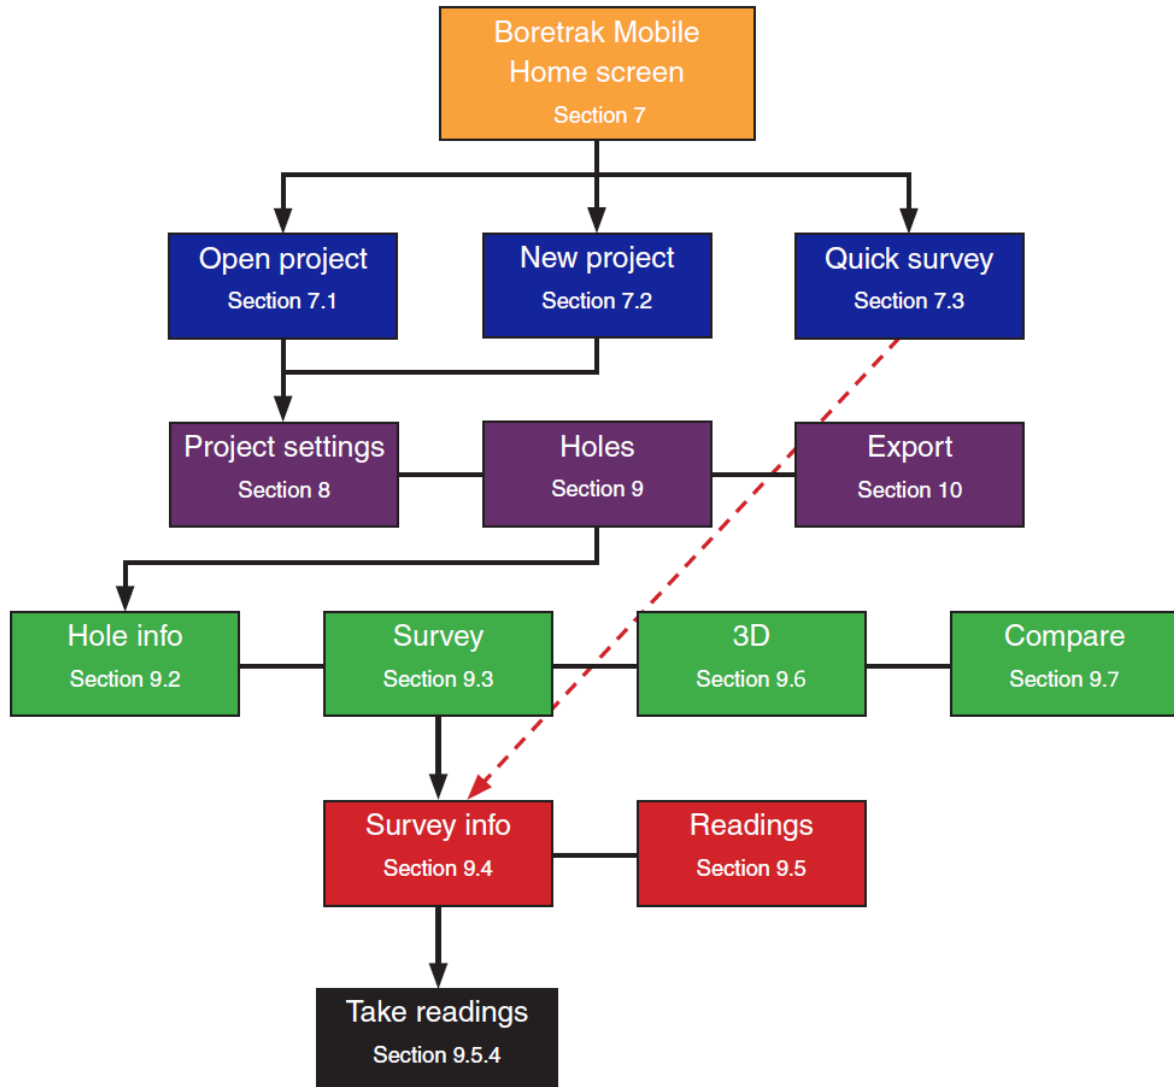 Boretrak Mobile
Home screen
Section 7
Open project
Section 7.1
New project
Section 7.2
Quick survey
Section 7.3
Project settings
Section 8
Holes
Section 9
Export
Section 10
Hole info
Section 9.2
Survey
Section 9.3
3D
Section 9.6
Compare
Section 9.7
Survey info
Section 9.4
Readings
Section 9.5
Take readings
Section 9.5.4